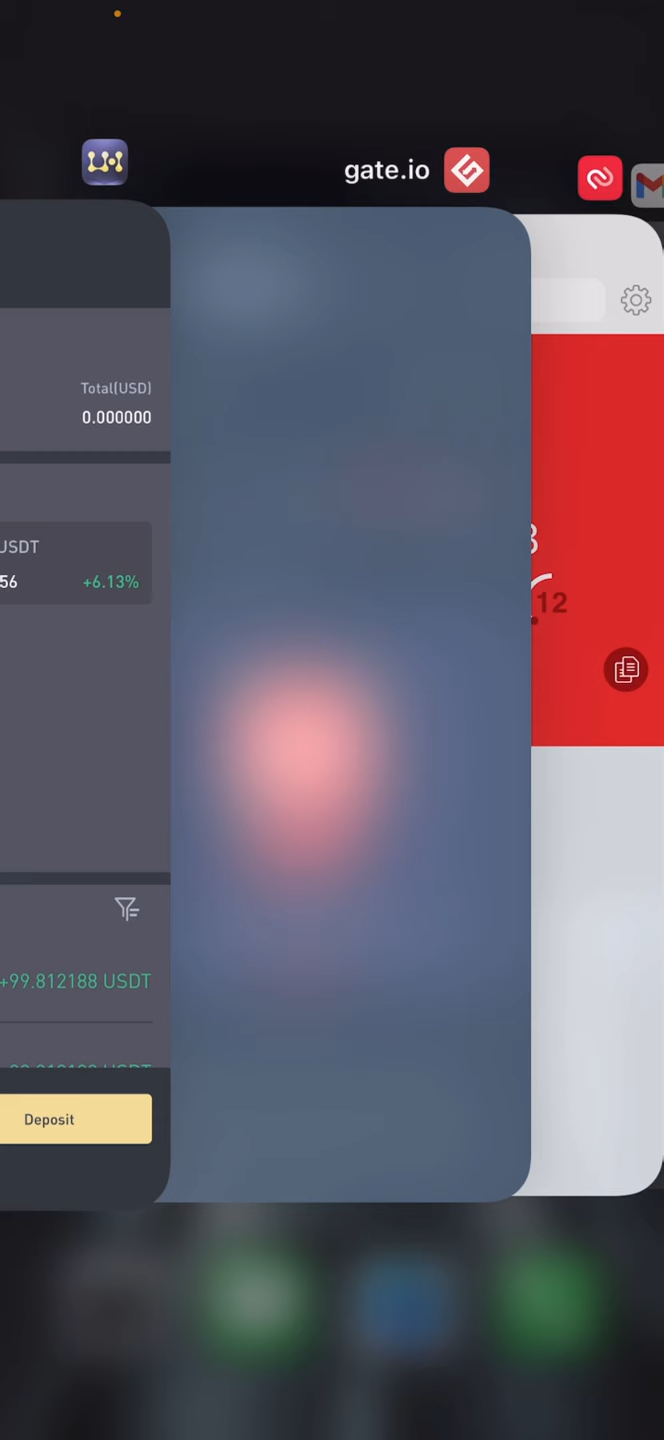 gate.io
Total(USD)
0.000000
USDT
56
+6.13%
12
+99.812188 USDT
Deposit